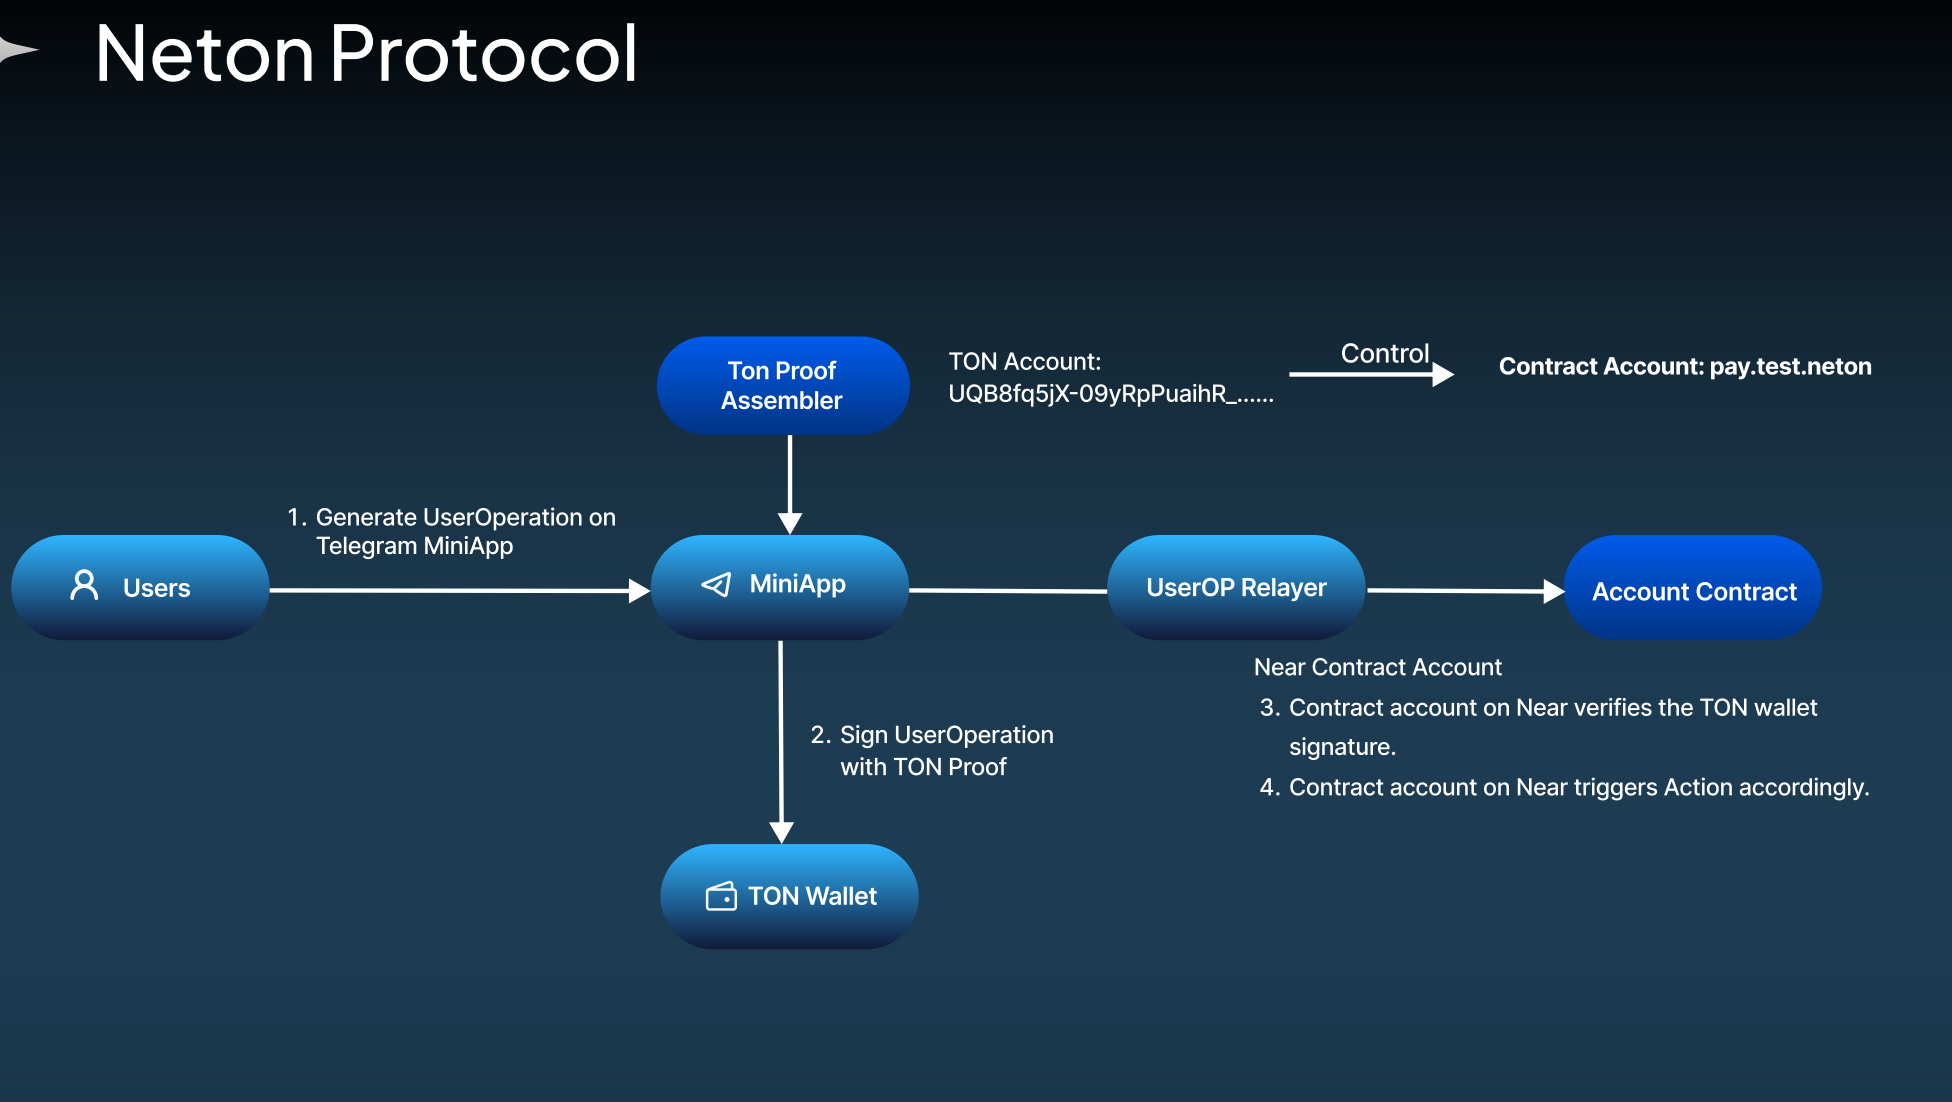 Neton Protocol
Ton Proof
Assembler
TON Account:
UQB8fq5jX-09yRpPuaihR_......
Control
Contract Account: pay.test.neton
1. Generate UserOperation on
Telegram MiniApp
Users
MiniApp
UserOP Relayer
Account Contract
Near Contract Account
3. Contract account on Near verifies the TON wallet
signature.
4. Contract account on Near triggers Action accordingly.
2. Sign UserOperation
with TON Proof
TON Wallet